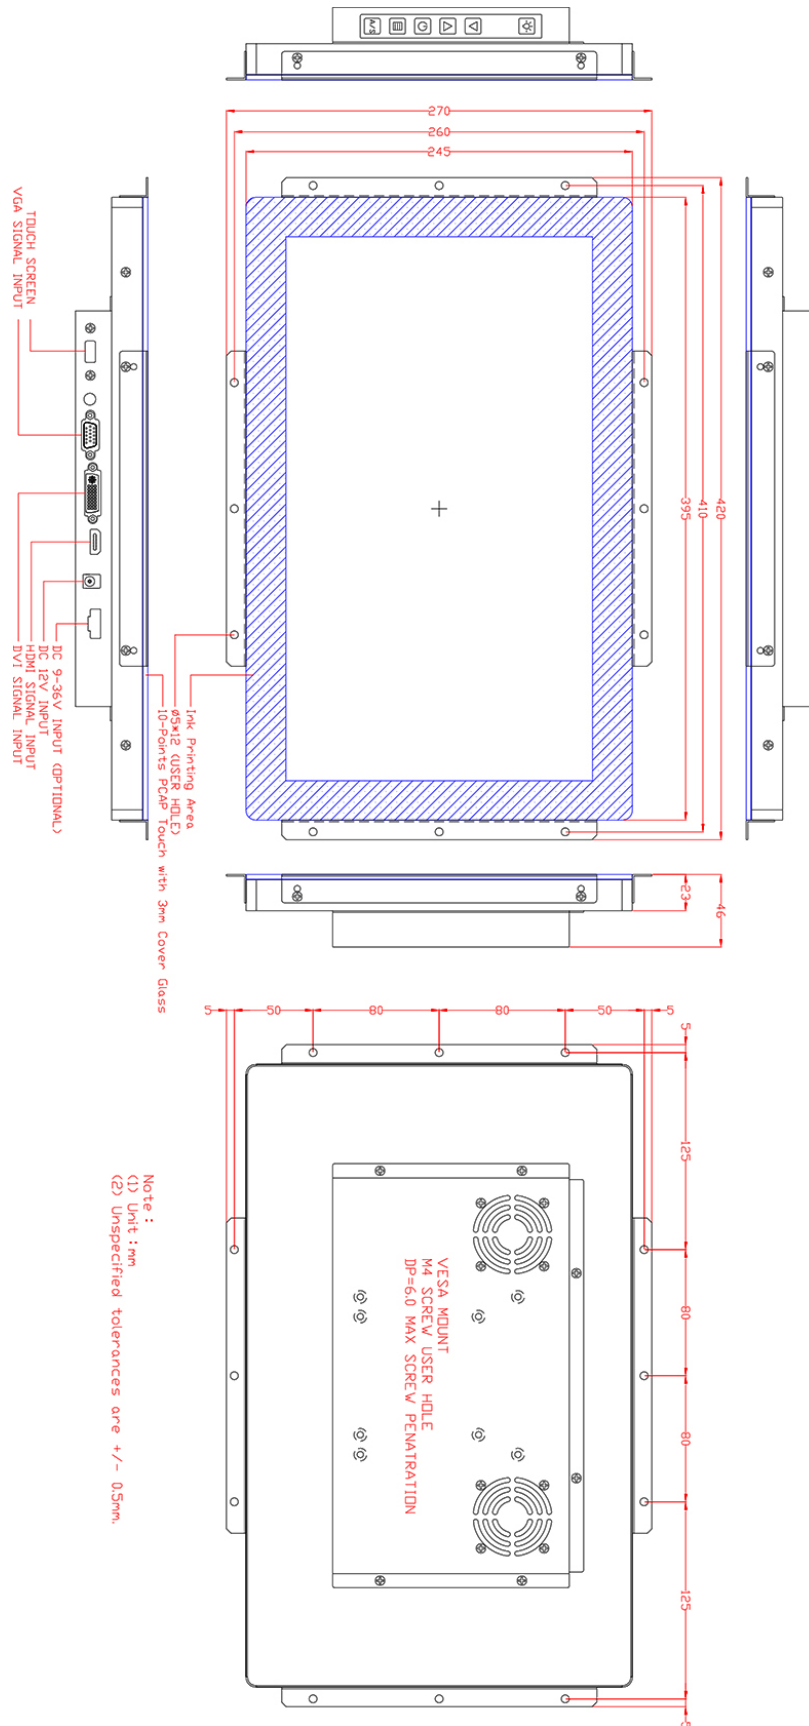 S/A
270
260
245
420
410
395
TOUCH SCREEN
VGA SIGNAL INPUT
DC 9-36V INPUT (OPTIONAL)
DC 12V INPUT
HDMI SIGNAL INPUT
DVI SIGNAL INPUT
Ink Printing Area
Ø5*12 (USER HOLE)
10-Points PCAP Touch with 3mm Cover Glass
23
46
5
50
80
80
50
5
5
125
80
80
125
5
VESA MOUNT
M4 SCREW USER HOLE
DP=6.0 MAX SCREW PENATRATION
Note :
(1) Unit : mm
(2) Unspecified tolerances are +/- 0.5mm.